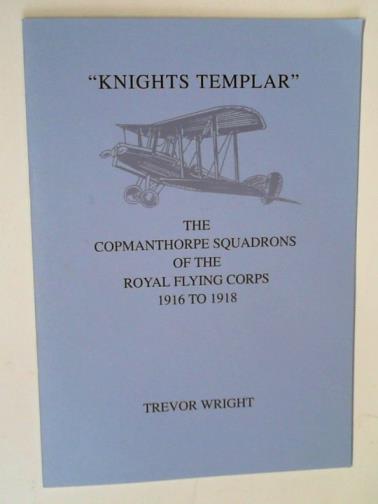 “KNIGHTS TEMPLAR”
THE
COPMANTHORPE SQUADRONS
OF THE
ROYAL FLYING CORPS
1916 TO 1918
TREVOR WRIGHT